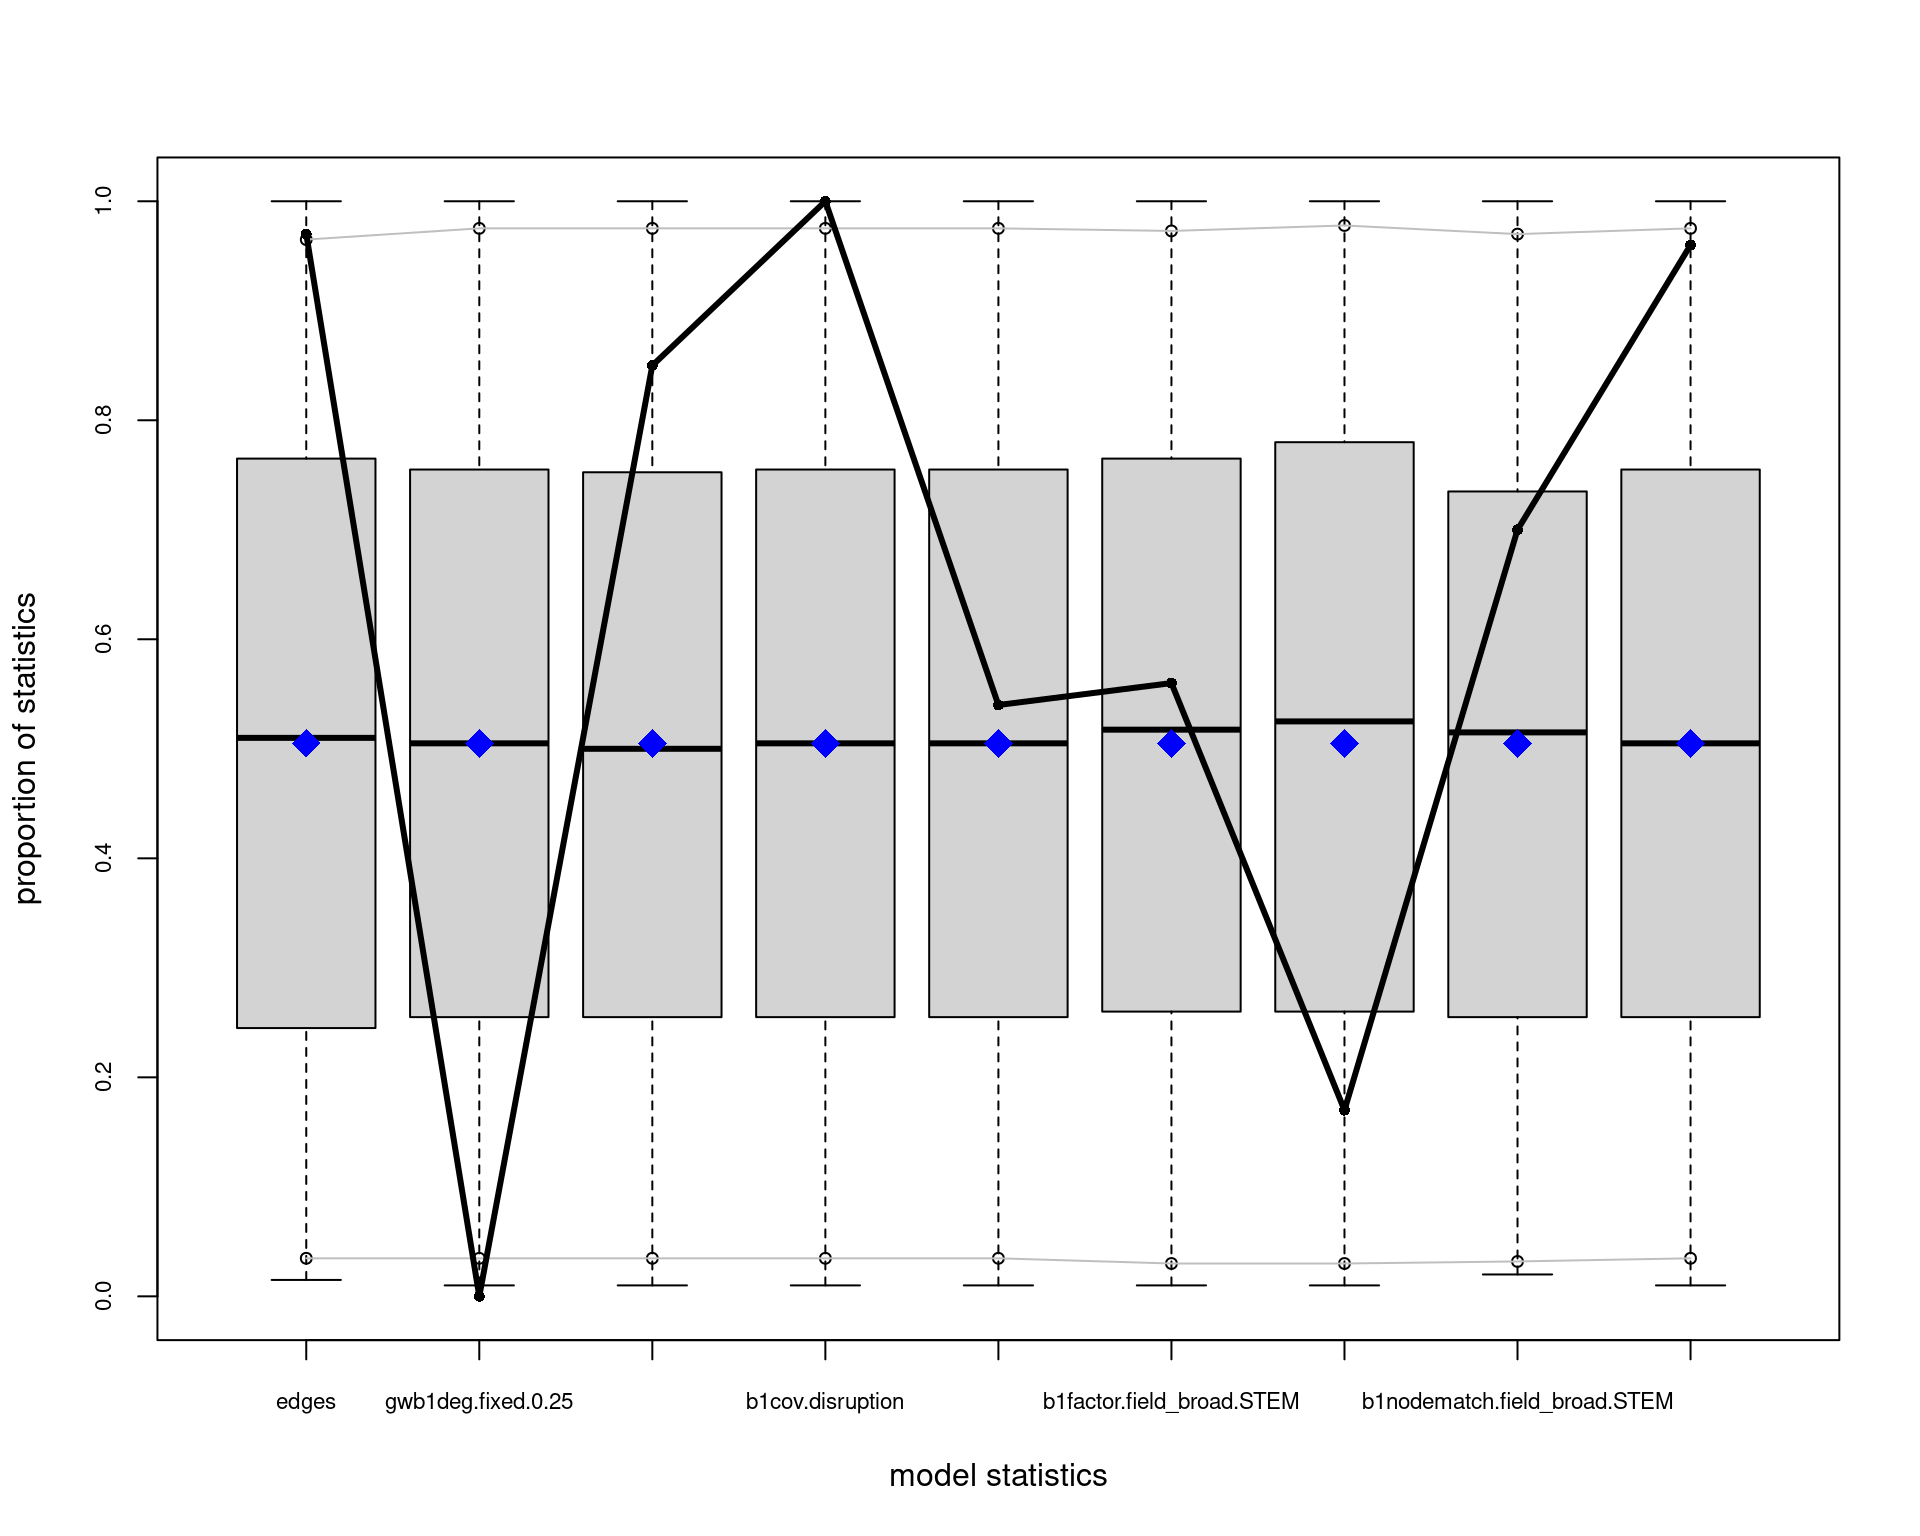 proportion of statistics
1.0
0.8
0.6
0.4
0.2
0.0
edges gwb1deg.fixed.0.25 b1cov.disruption b1factor.field_broad.STEM b1nodematch.field_broad.STEM
model statistics